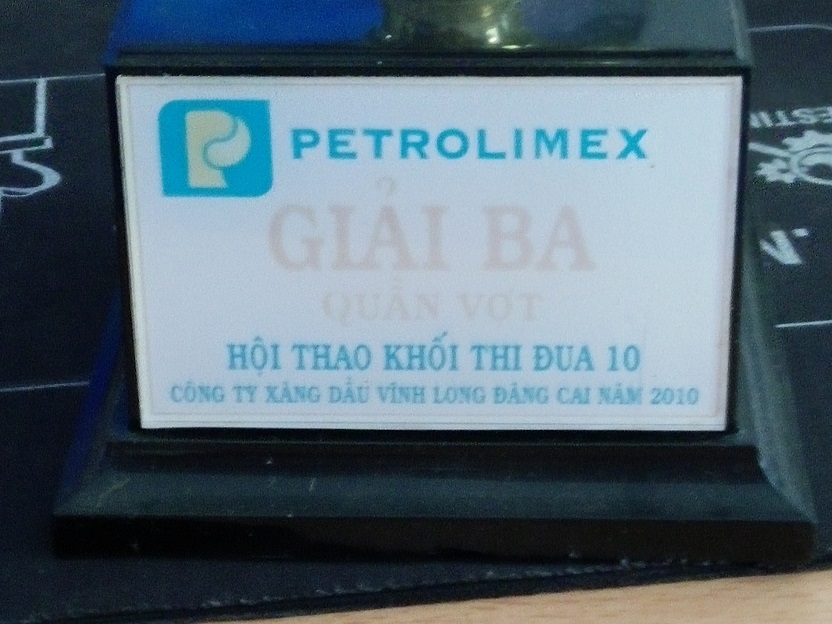 PETROLIMEX
GIẢI BA
QUẦN VỢT
HỘI THAO KHỐI THI ĐUA 10
CÔNG TY XĂNG DẦU VĨNH LONG ĐĂNG CAI NĂM 2010